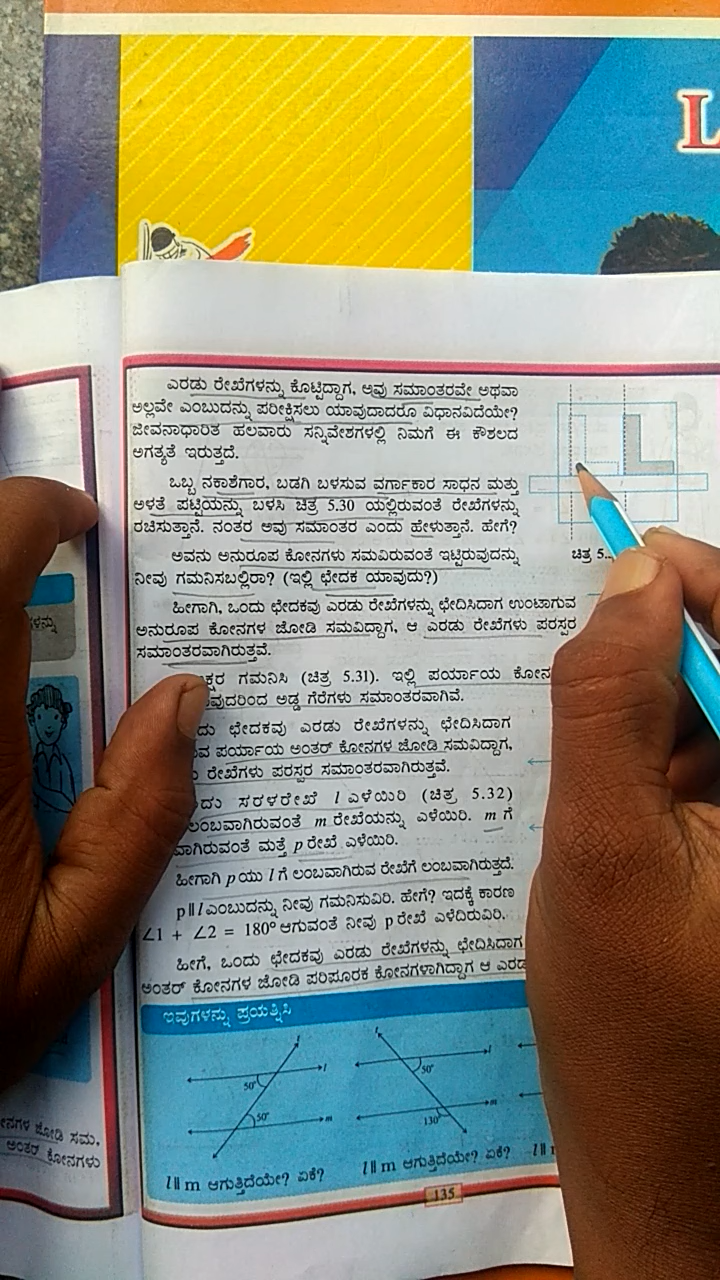 L
ಎರಡು ರೇಖೆಗಳನ್ನು ಕೊಟ್ಟಿದ್ದಾಗ, ಅವು ಸಮಾಂತರವೇ ಅಥವಾ
ಅಲ್ಲವೇ ಎಂಬುದನ್ನು ಪರೀಕ್ಷಿಸಲು ಯಾವುದಾದರೂ ವಿಧಾನವಿದೆಯೇ?
ಜೀವನಾಧಾರಿತ ಹಲವಾರು ಸನ್ನಿವೇಶಗಳಲ್ಲಿ ನಿಮಗೆ ಈ ಕೌಶಲದ
ಅಗತ್ಯತೆ ಇರುತ್ತದೆ.
ಒಬ್ಬ ನಕಾಶೆಗಾರ, ಬಡಗಿ ಬಳಸುವ ವರ್ಗಾಕಾರ ಸಾಧನ ಮತ್ತು
ಅಳತೆ ಪಟ್ಟಿಯನ್ನು ಬಳಸಿ ಚಿತ್ರ 5.30 ಯಲ್ಲಿರುವಂತೆ ರೇಖೆಗಳನ್ನು
ರಚಿಸುತ್ತಾನೆ. ನಂತರ ಅವು ಸಮಾಂತರ ಎಂದು ಹೇಳುತ್ತಾನೆ. ಹೇಗೆ?
ಚಿತ್ರ 5.
ಅವನು ಅನುರೂಪ ಕೋನಗಳು ಸಮವಿರುವಂತೆ ಇಟ್ಟಿರುವುದನ್ನು
ನೀವು ಗಮನಿಸಬಲ್ಲಿರಾ? (ಇಲ್ಲಿ ಛೇದಕ ಯಾವುದು?)
ಹೀಗಾಗಿ, ಒಂದು ಛೇದಕವು ಎರಡು ರೇಖೆಗಳನ್ನು ಛೇದಿಸಿದಾಗ ಉಂಟಾಗುವ
ಅನುರೂಪ ಕೋನಗಳ ಜೋಡಿ ಸಮವಿದ್ದಾಗ, ಆ ಎರಡು ರೇಖೆಗಳು ಪರಸ್ಪರ
ಸಮಾಂತರವಾಗಿರುತ್ತವೆ.
ಗಮನಿಸಿ (ಚಿತ್ರ 5.31). ಇಲ್ಲಿ ಪರ್ಯಾಯ ಕೋನ
ವುದರಿಂದ ಅಡ್ಡ ಗೆರೆಗಳು ಸಮಾಂತರವಾಗಿವೆ.
ದು ಛೇದಕವು ಎರಡು ರೇಖೆಗಳನ್ನು ಛೇದಿಸಿದಾಗ
ವ ಪರ್ಯಾಯ ಅಂತರ್ ಕೋನಗಳ ಜೋಡಿ ಸಮವಿದ್ದಾಗ,
ರೇಖೆಗಳು ಪರಸ್ಪರ ಸಮಾಂತರವಾಗಿರುತ್ತವೆ.
ದು ಸರಳರೇಖೆ l ಎಳೆಯಿರಿ (ಚಿತ್ರ 5.32)
ಲಂಬವಾಗಿರುವಂತೆ m ರೇಖೆಯನ್ನು ಎಳೆಯಿರಿ. m ಗೆ
ವಾಗಿರುವಂತೆ ಮತ್ತೆ p ರೇಖೆ ಎಳೆಯಿರಿ.
ಹೀಗಾಗಿ p ಯು l ಗೆ ಲಂಬವಾಗಿರುವ ರೇಖೆಗೆ ಲಂಬವಾಗಿರುತ್ತದೆ.
p ll l ಎಂಬುದನ್ನು ನೀವು ಗಮನಿಸುವಿರಿ. ಹೇಗೆ? ಇದಕ್ಕೆ ಕಾರಣ
∠1 + ∠2 = 180° ಆಗುವಂತೆ ನೀವು p ರೇಖೆ ಎಳೆದಿರುವಿರಿ.
ಹೀಗೆ, ಒಂದು ಛೇದಕವು ಎರಡು ರೇಖೆಗಳನ್ನು ಛೇದಿಸಿದಾಗ
ಅಂತರ್ ಕೋನಗಳ ಜೋಡಿ ಪರಿಪೂರಕ ಕೋನಗಳಾಗಿದ್ದಾಗ ಆ ಎರಡ
ಇವುಗಳನ್ನು ಪ್ರಯತ್ನಿಸಿ
l
50°
50°
m
l
50°
m
130°
l ll m ಆಗುತ್ತಿದೆಯೇ? ಏಕೆ?
l ll m ಆಗುತ್ತಿದೆಯೇ? ಏಕೆ?
135
ಜೋಡಿ ಸಮ,
ಅಂತರ ಕೋನಗಳು